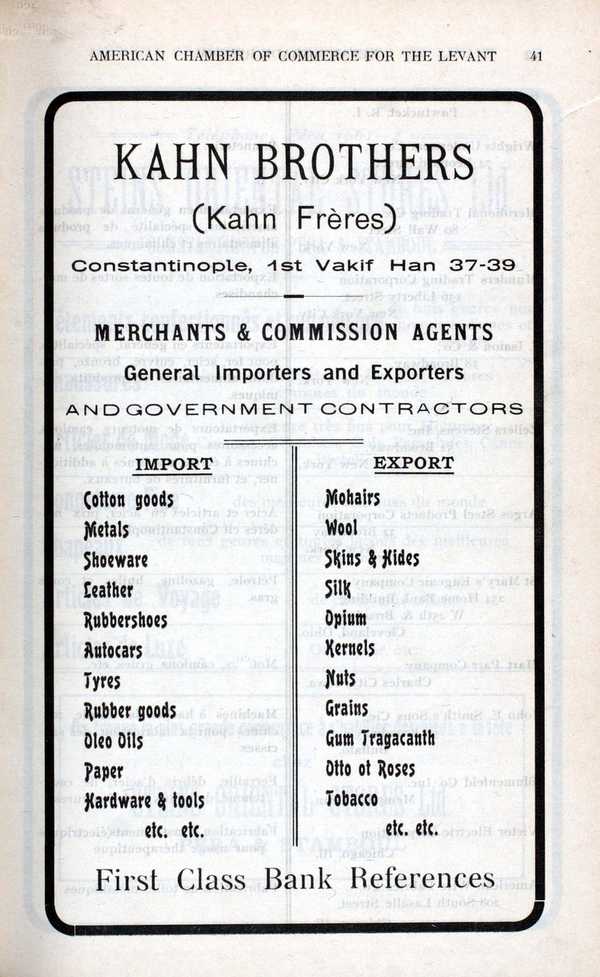 AMERICAN CHAMBER OF COMMERCE FOR THE LEVANT 41
KAHN BROTHERS
(Kahn Frères)
Constantinople, 1st Vakif Han 37-39
MERCHANTS & COMMISSION AGENTS
General Importers and Exporters
AND GOVERNMENT CONTRACTORS
IMPORT
Cotton goods
Metals
Shoeware
Leather
Rubbershoes
Autocars
Tyres
Rubber goods
Oleo Oils
Paper
Hardware & tools
etc. etc.
EXPORT
Mohairs
Wool
Skins & Hides
Silk
Opium
Kernels
Nuts
Grains
Gum Tragacanth
Otto ot Roses
Tobacco
etc. etc.
First Class Bank References